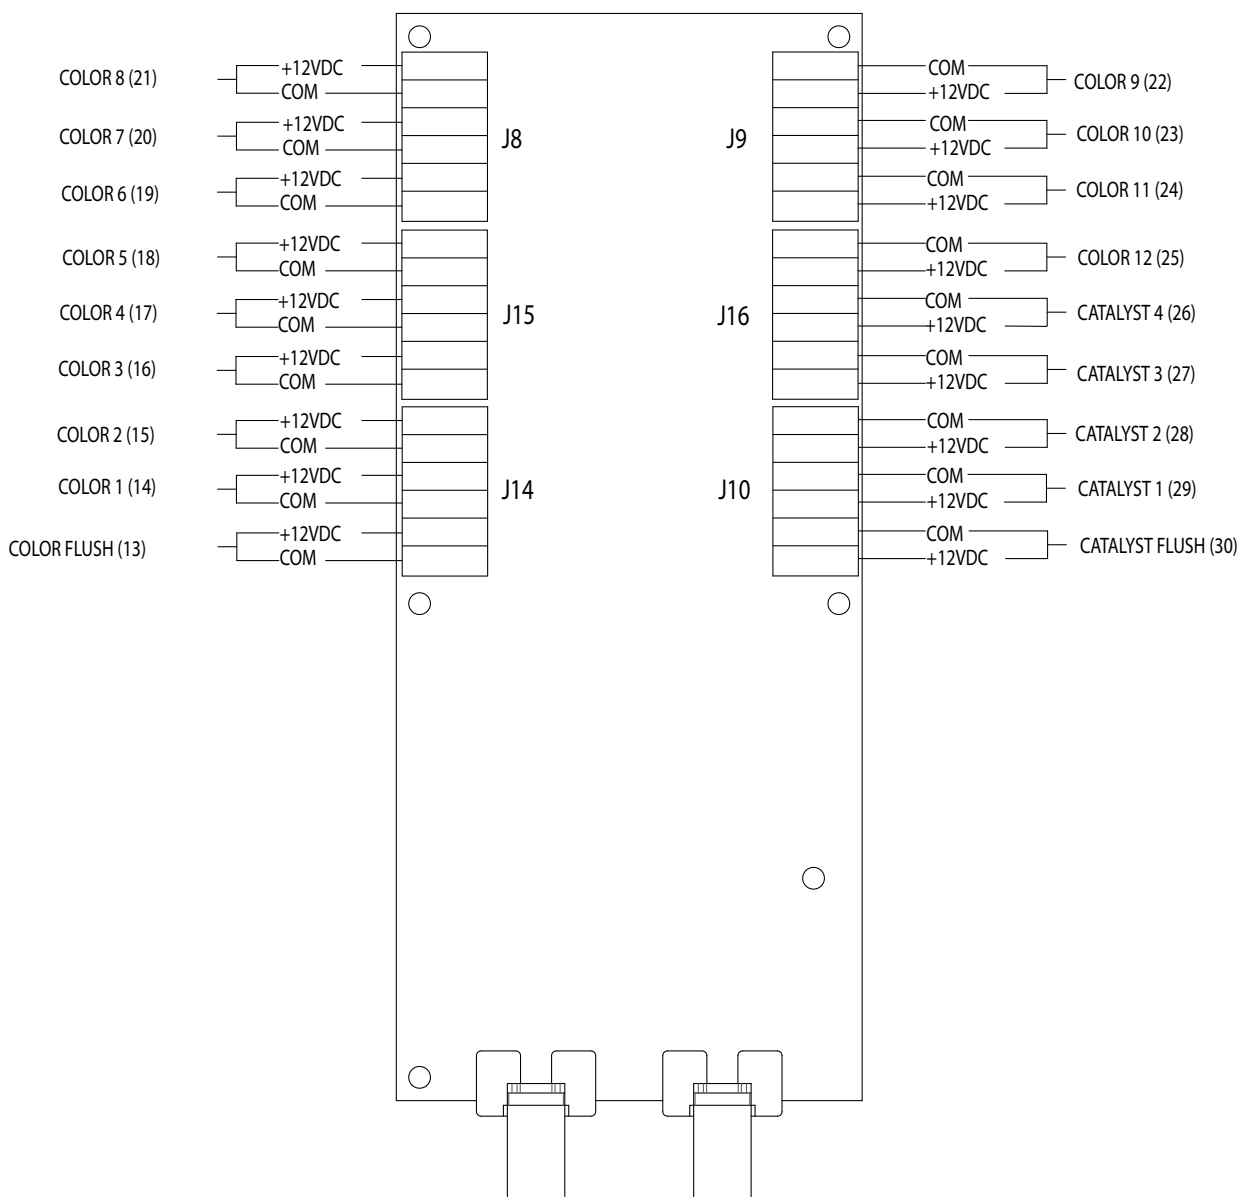 COLOR 8 (21) +12VDC
COM
COLOR 7 (20) +12VDC
COM
COLOR 6 (19) +12VDC
COM
J8
COLOR 5 (18) +12VDC
COM
COLOR 4 (17) +12VDC
COM
COLOR 3 (16) +12VDC
COM
J15
COLOR 2 (15) +12VDC
COM
COLOR 1 (14) +12VDC
COM
COLOR FLUSH (13) +12VDC
COM
J14
J9
COM
+12VDC
COLOR 9 (22)
COM
+12VDC
COLOR 10 (23)
COM
+12VDC
COLOR 11 (24)
J16
COM
+12VDC
COLOR 12 (25)
COM
+12VDC
CATALYST 4 (26)
COM
+12VDC
CATALYST 3 (27)
J10
COM
+12VDC
CATALYST 2 (28)
COM
+12VDC
CATALYST 1 (29)
COM
+12VDC
CATALYST FLUSH (30)